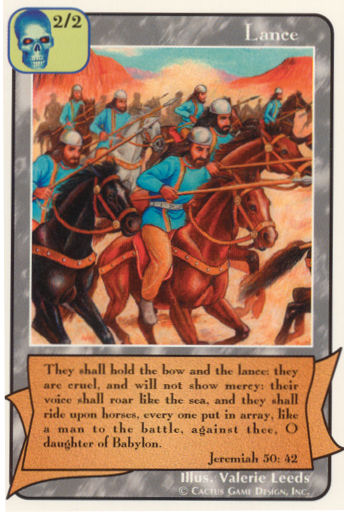 2/2
Lance
They shall hold the bow and the lance: they
are cruel, and will not show mercy: their
voice shall roar like the sea, and they shall
ride upon horses, every one put in array, like
a man to the battle, against thee, O
daughter of Babylon.
Jeremiah 50: 42
Illus. Valerie Leeds
© Cactus Game Design, Inc.